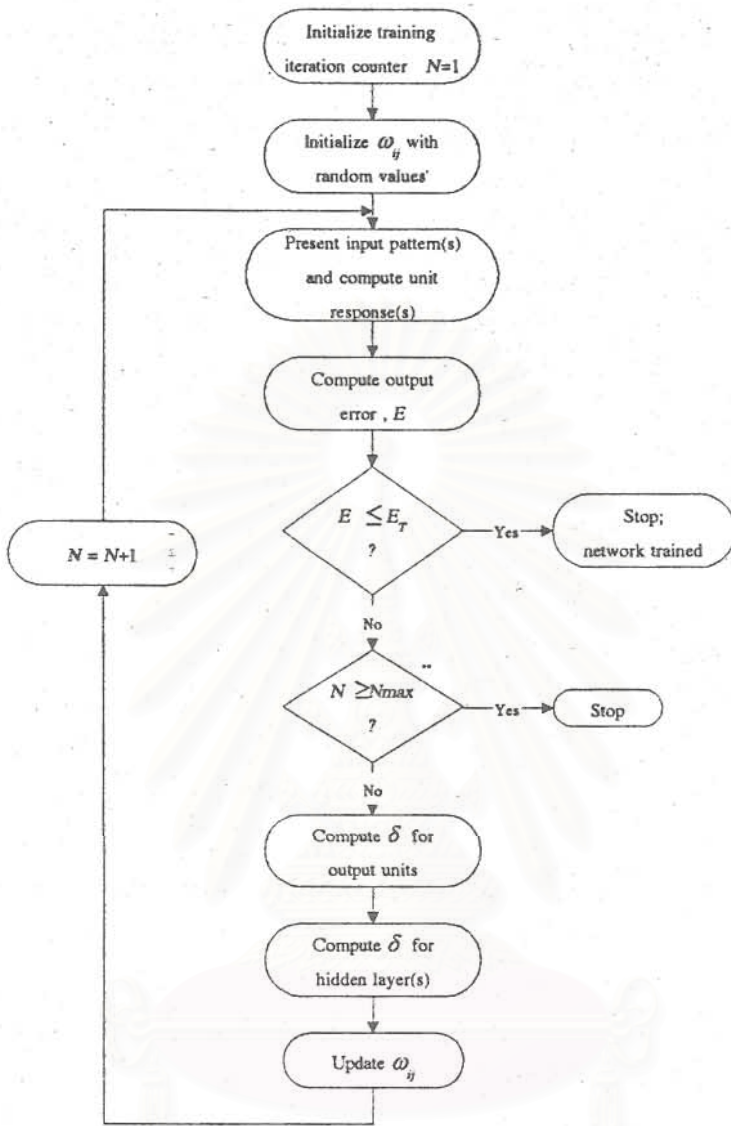 Initialize training
iteration counter N=1
Initialize ω_ij with
random values
Present input pattern(s)
and compute unit
response(s)
Compute output
error , E
E ≤ E_T
?
Yes
Stop;
network trained
N = N+1
No
N ≥Nmax
?
Yes
Stop
No
Compute δ for
output units
Compute δ for
hidden layer(s)
Update ω_ij